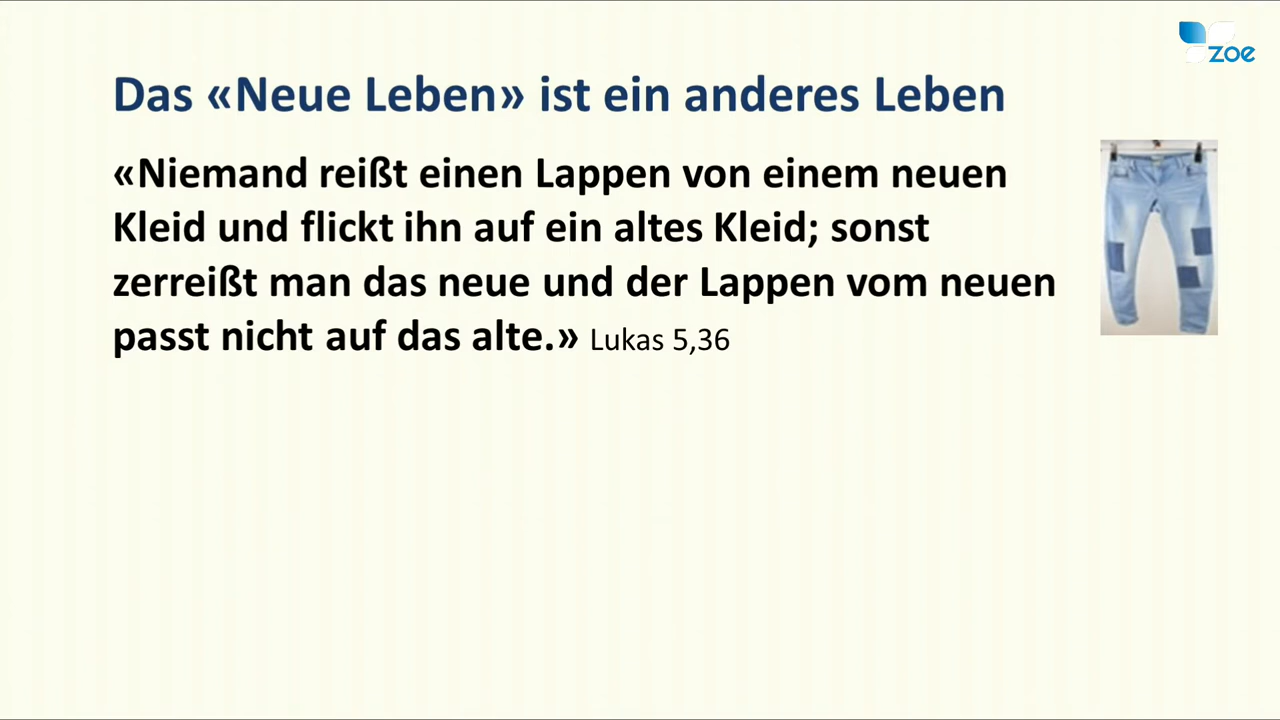 zoe
Das «Neue Leben» ist ein anderes Leben
«Niemand reißt einen Lappen von einem neuen
Kleid und flickt ihn auf ein altes Kleid; sonst
zerreißt man das neue und der Lappen vom neuen
passt nicht auf das alte.» Lukas 5,36